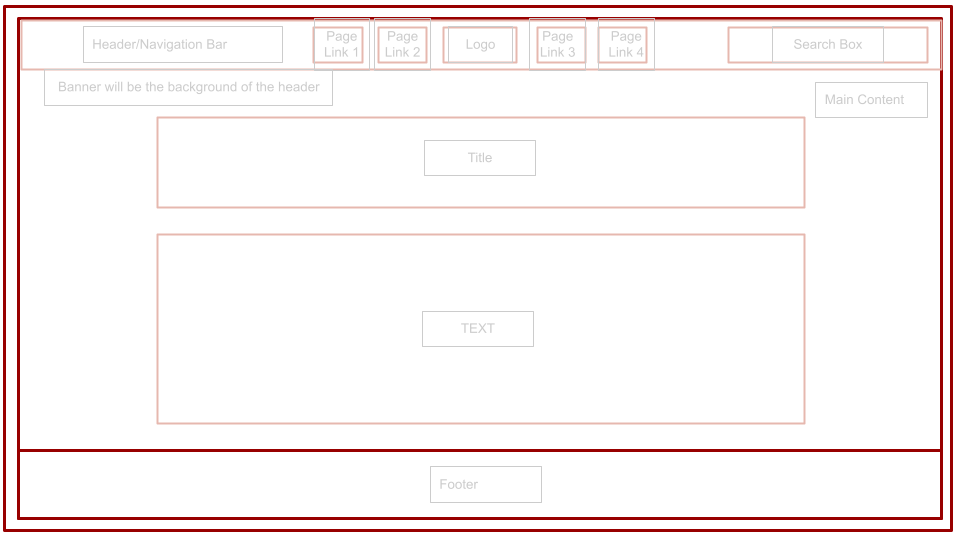 Header/Navigation Bar
Page
Link 1
Page
Link 2
Logo
Page
Link 3
Page
Link 4
Search Box
Banner will be the background of the header
Main Content
Title
TEXT
Footer